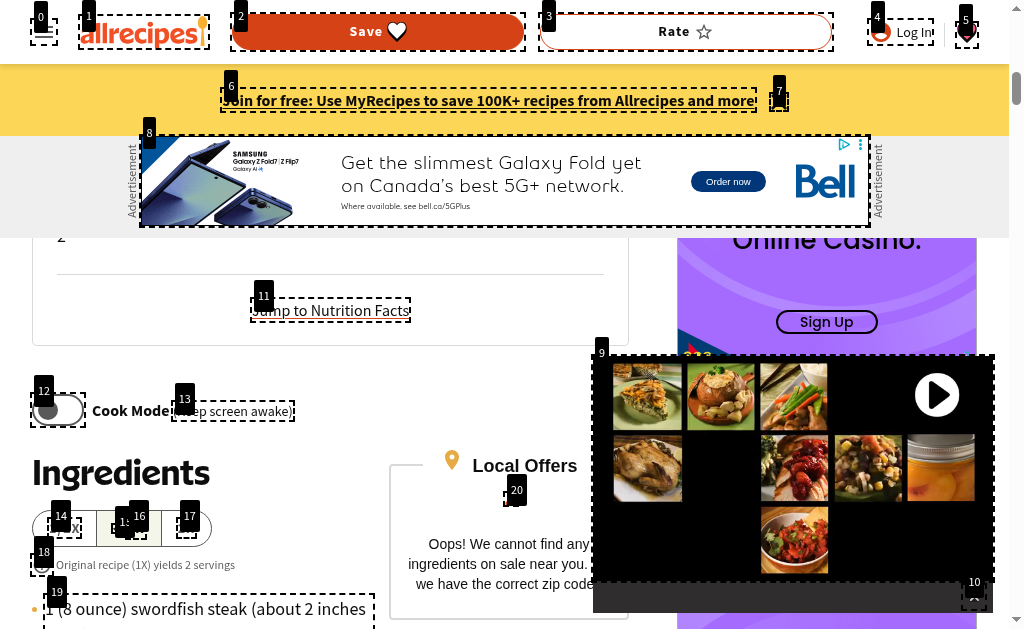 allrecipes
Save
Rate
Log In
Join for free: Use MyRecipes to save 100K+ recipes from Allrecipes and more
Advertisement
SAMSUNG
Galaxy Z Fold7 | Z Flip7
Galaxy AI
Get the slimmest Galaxy Fold yet
on Canada's best 5G+ network.
Where available, see bell.ca/5GPlus
Order now
Bell
Advertisement
2
Online Casino.
Jump to Nutrition Facts
Sign Up
Cook Mode (Keep screen awake)
Ingredients
Local Offers
Oops! We cannot find any
ingredients on sale near you.
we have the correct zip code
Original recipe (1X) yields 2 servings
1 (8 ounce) swordfish steak (about 2 inches
0
1
2
3
4
5
6
7
8
9
10
11
12
13
14
16
17
18
19
20